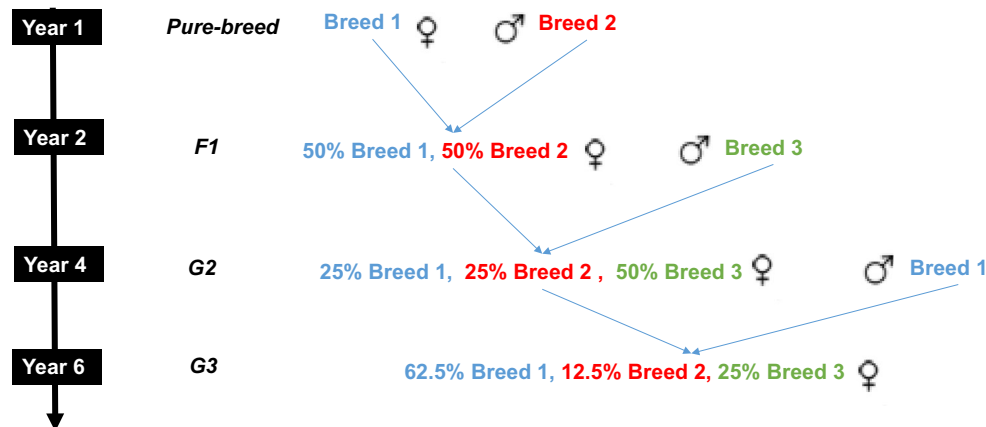 Year 1 Pure-breed Breed 1 ♀ ♂ Breed 2
Year 2 F1 50% Breed 1, 50% Breed 2 ♀ ♂ Breed 3
Year 4 G2 25% Breed 1, 25% Breed 2 , 50% Breed 3 ♀ ♂ Breed 1
Year 6 G3 62.5% Breed 1, 12.5% Breed 2, 25% Breed 3 ♀